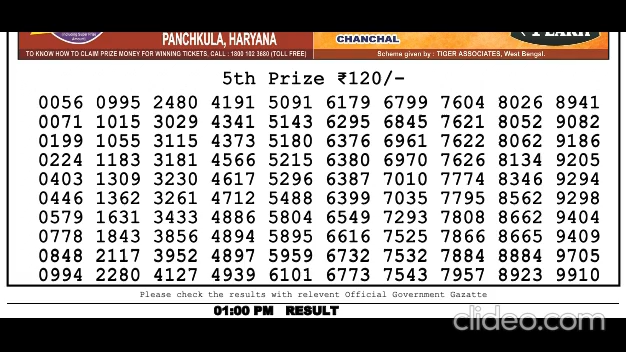 Including Super Prize Amount
PANCHKULA, HARYANA
CHANCHAL
TO KNOW HOW TO CLAIM PRIZE MONEY FOR WINNING TICKETS, CALL : 1800 102 3680 (TOLL FREE)
Scheme given by : TIGER ASSOCIATES, West Bengal.
5th Prize ₹120/-
0056 0995 2480 4191 5091 6179 6799 7604 8026 8941
0071 1015 3029 4341 5143 6295 6845 7621 8052 9082
0199 1055 3115 4373 5180 6376 6961 7622 8062 9186
0224 1183 3181 4566 5215 6380 6970 7626 8134 9205
0403 1309 3230 4617 5296 6387 7010 7774 8346 9294
0446 1362 3261 4712 5488 6399 7035 7795 8562 9298
0579 1631 3433 4886 5804 6549 7293 7808 8662 9404
0778 1843 3856 4894 5895 6616 7525 7866 8665 9409
0848 2117 3952 4897 5959 6732 7532 7884 8884 9705
0994 2280 4127 4939 6101 6773 7543 7957 8923 9910
Please check the results with relevent Official Government Gazatte
01:00 PM RESULT
clideo.com